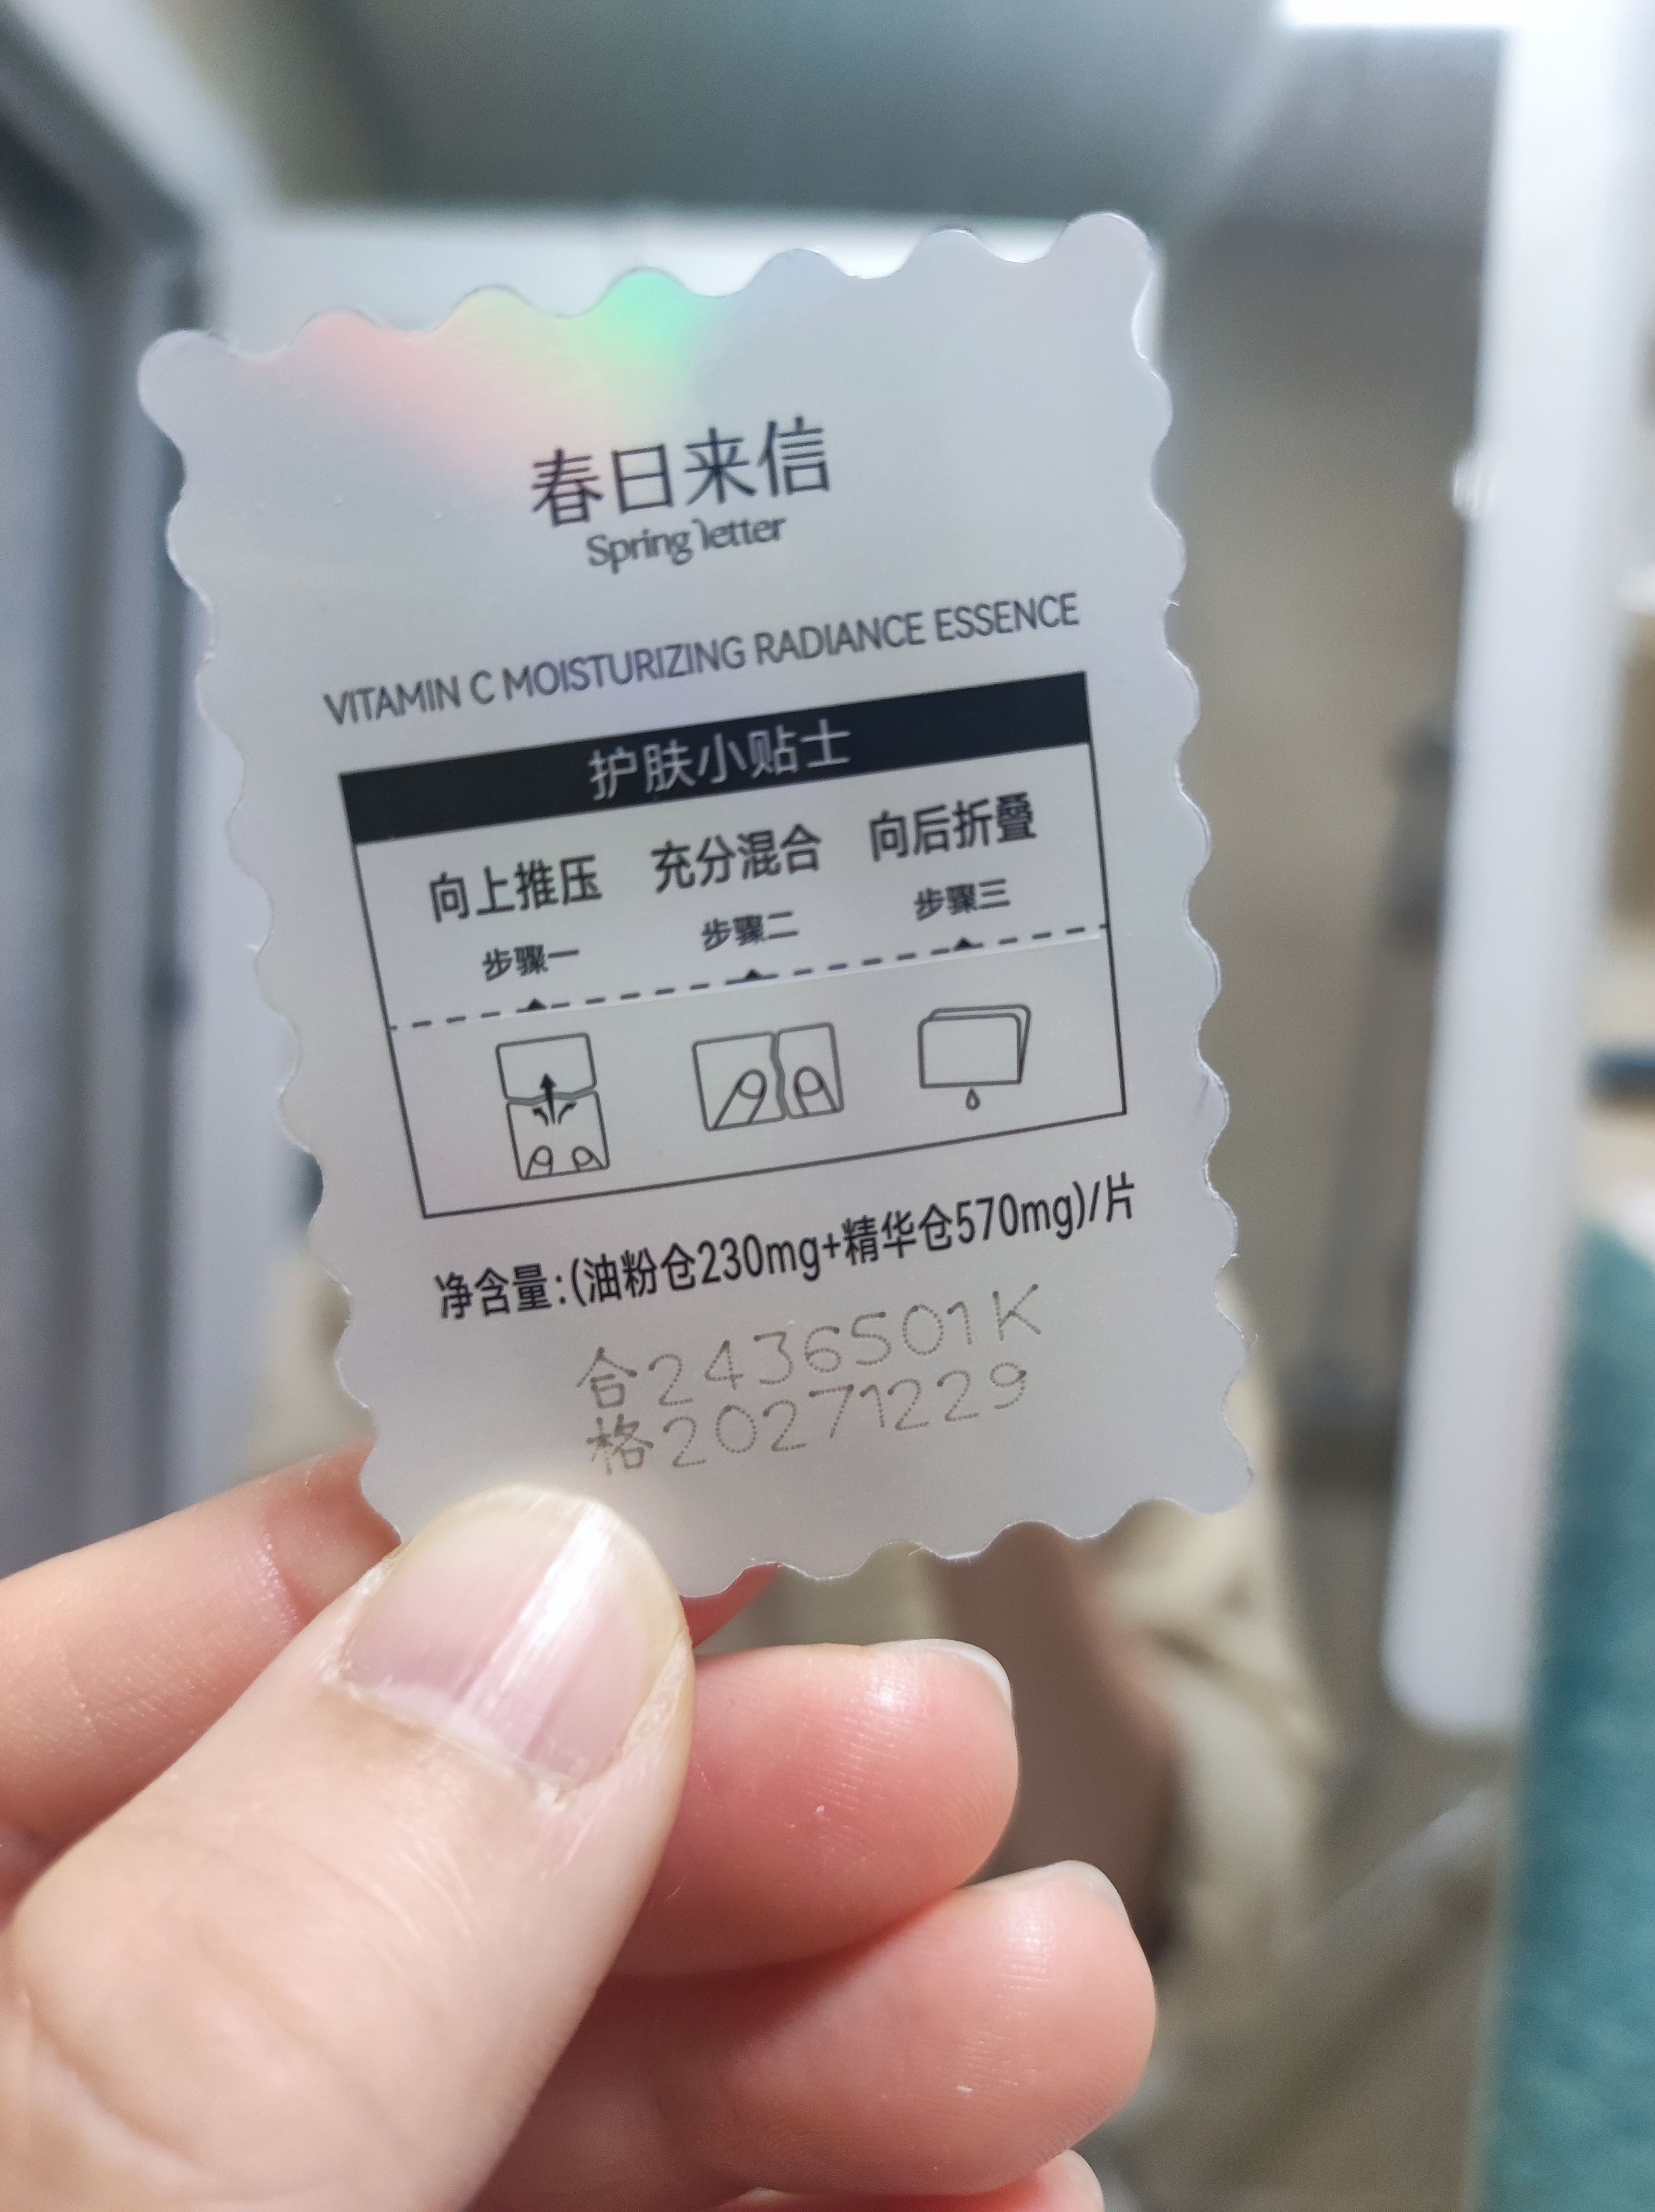 春日来信
Spring letter
VITAMIN C MOISTURIZING RADIANCE ESSENCE
护肤小贴士
向上推压 充分混合 向后折叠
步骤一 步骤二 步骤三
净含量:(油粉仓230mg+精华仓570mg)/片
合2436501K
格20271229